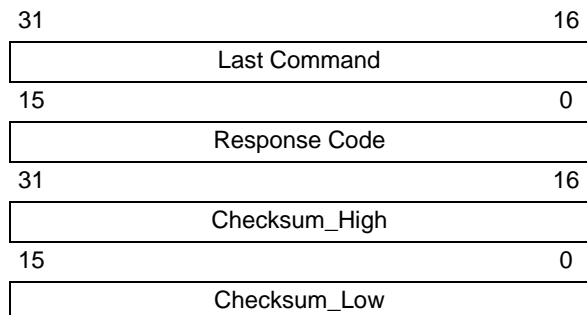 31 16
Last Command
15 0
Response Code
31 16
Checksum_High
15 0
Checksum_Low